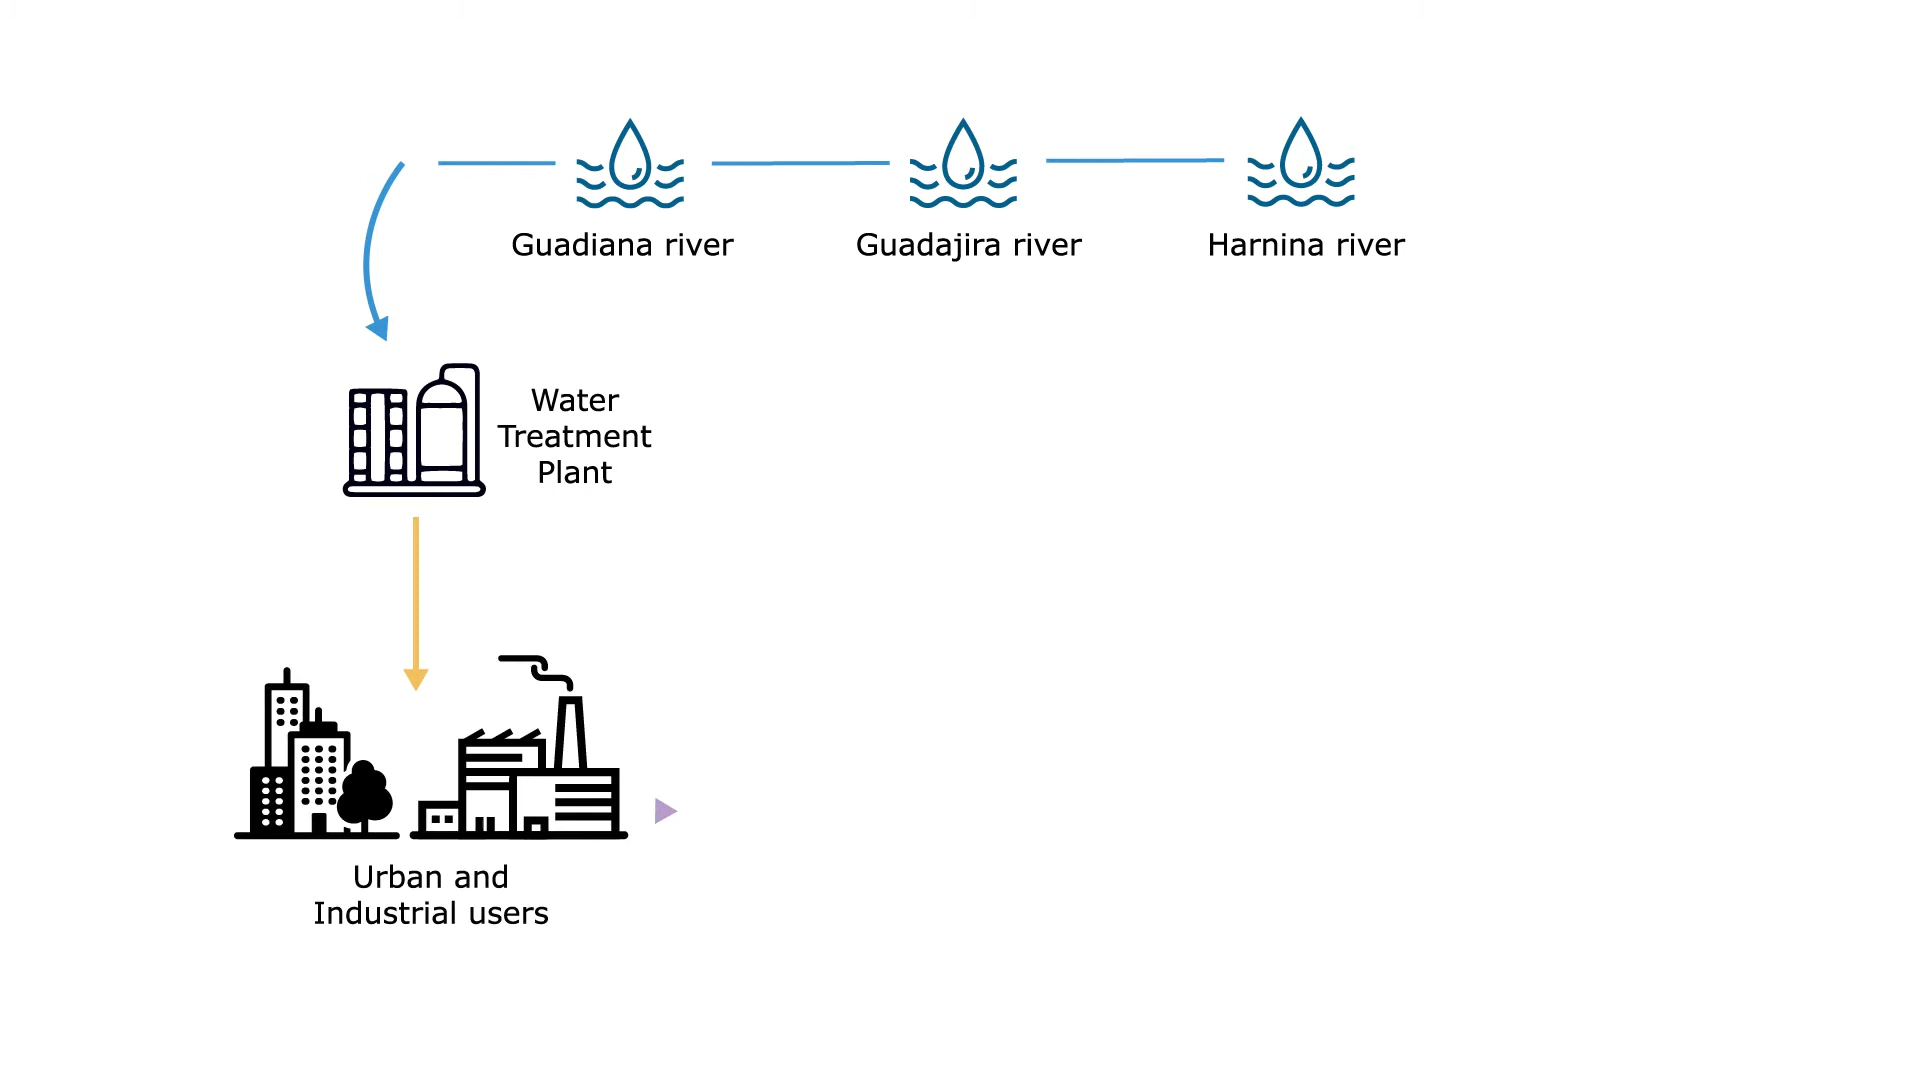 Guadiana river
Guadajira river
Harnina river
Water
Treatment
Plant
Urban and
Industrial users